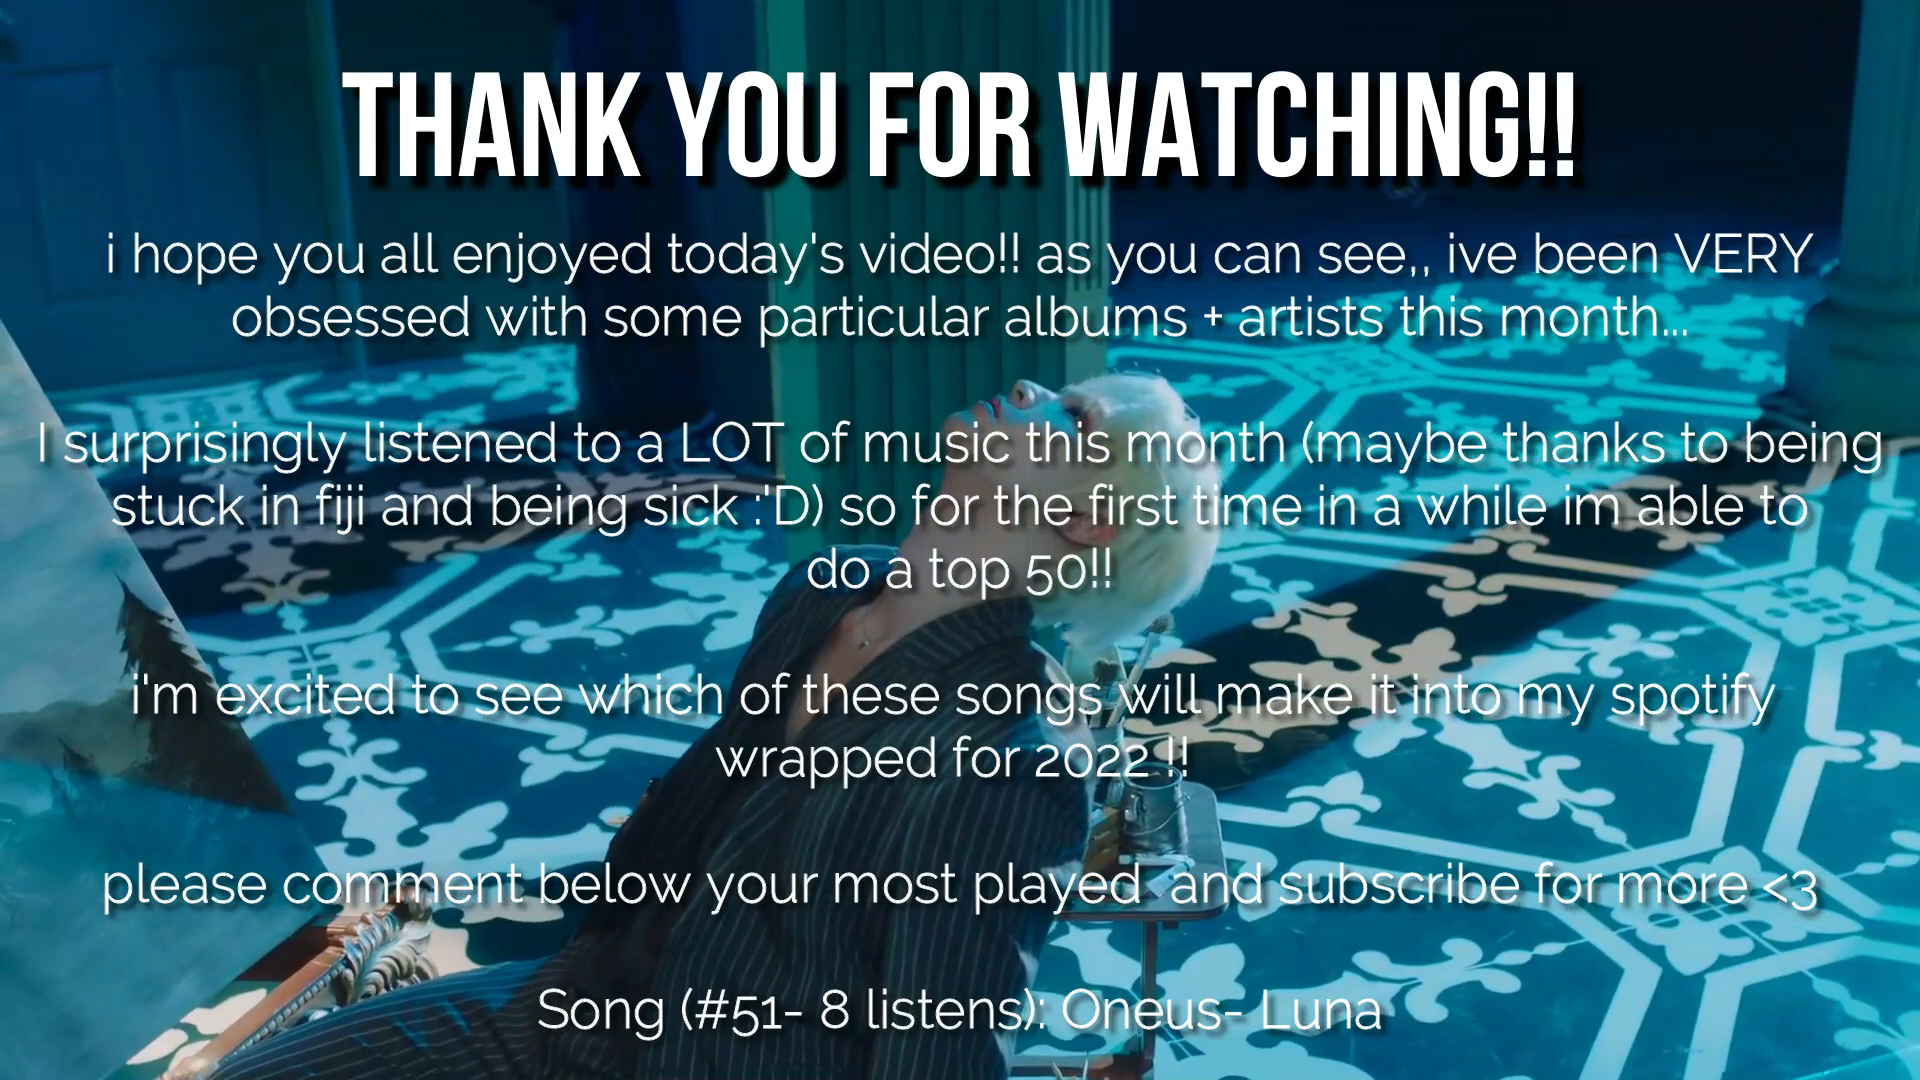 THANK YOU FOR WATCHING!!
i hope you all enjoyed today's video!! as you can see,, ive been VERY
obsessed with some particular albums + artists this month...
I surprisingly listened to a LOT of music this month (maybe thanks to being
stuck in fiji and being sick :'D) so for the first time in a while im able to
do a top 50!!
i'm excited to see which of these songs will make it into my spotify
wrapped for 2022 !!
please comment below your most played  and subscribe for more <3
Song (#51- 8 listens): Oneus- Luna